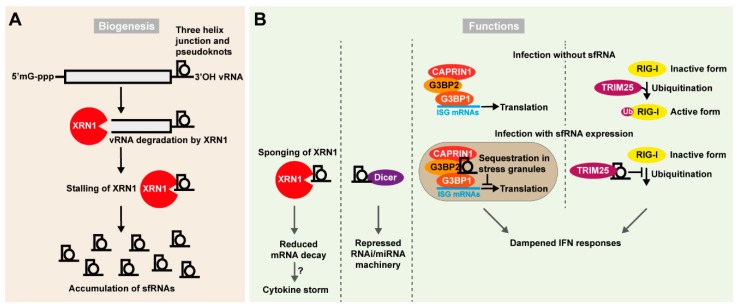 A
Biogenesis
Three helix
junction and
pseudoknots
5'mG-ppp
3'OH vRNA
XRN1
vRNA degradation by XRN1
Stalling of XRN1
XRN1
Accumulation of sfRNAs
B
Functions
Sponging of XRN1
XRN1
Reduced
mRNA decay
?
Cytokine storm
Dicer
Repressed
RNAi/miRNA
machinery
Infection without sfRNA
CAPRIN1
G3BP2
G3BP1
ISG mRNAs
Translation
RIG-I
Inactive form
TRIM25
Ubiquitination
Ub
RIG-I
Active form
Infection with sfRNA expression
CAPRIN1
G3BP2
G3BP1
ISG mRNAs
Sequestration in
stress granules
Translation
RIG-I
Inactive form
TRIM25
Ubiquitination
Dampened IFN responses